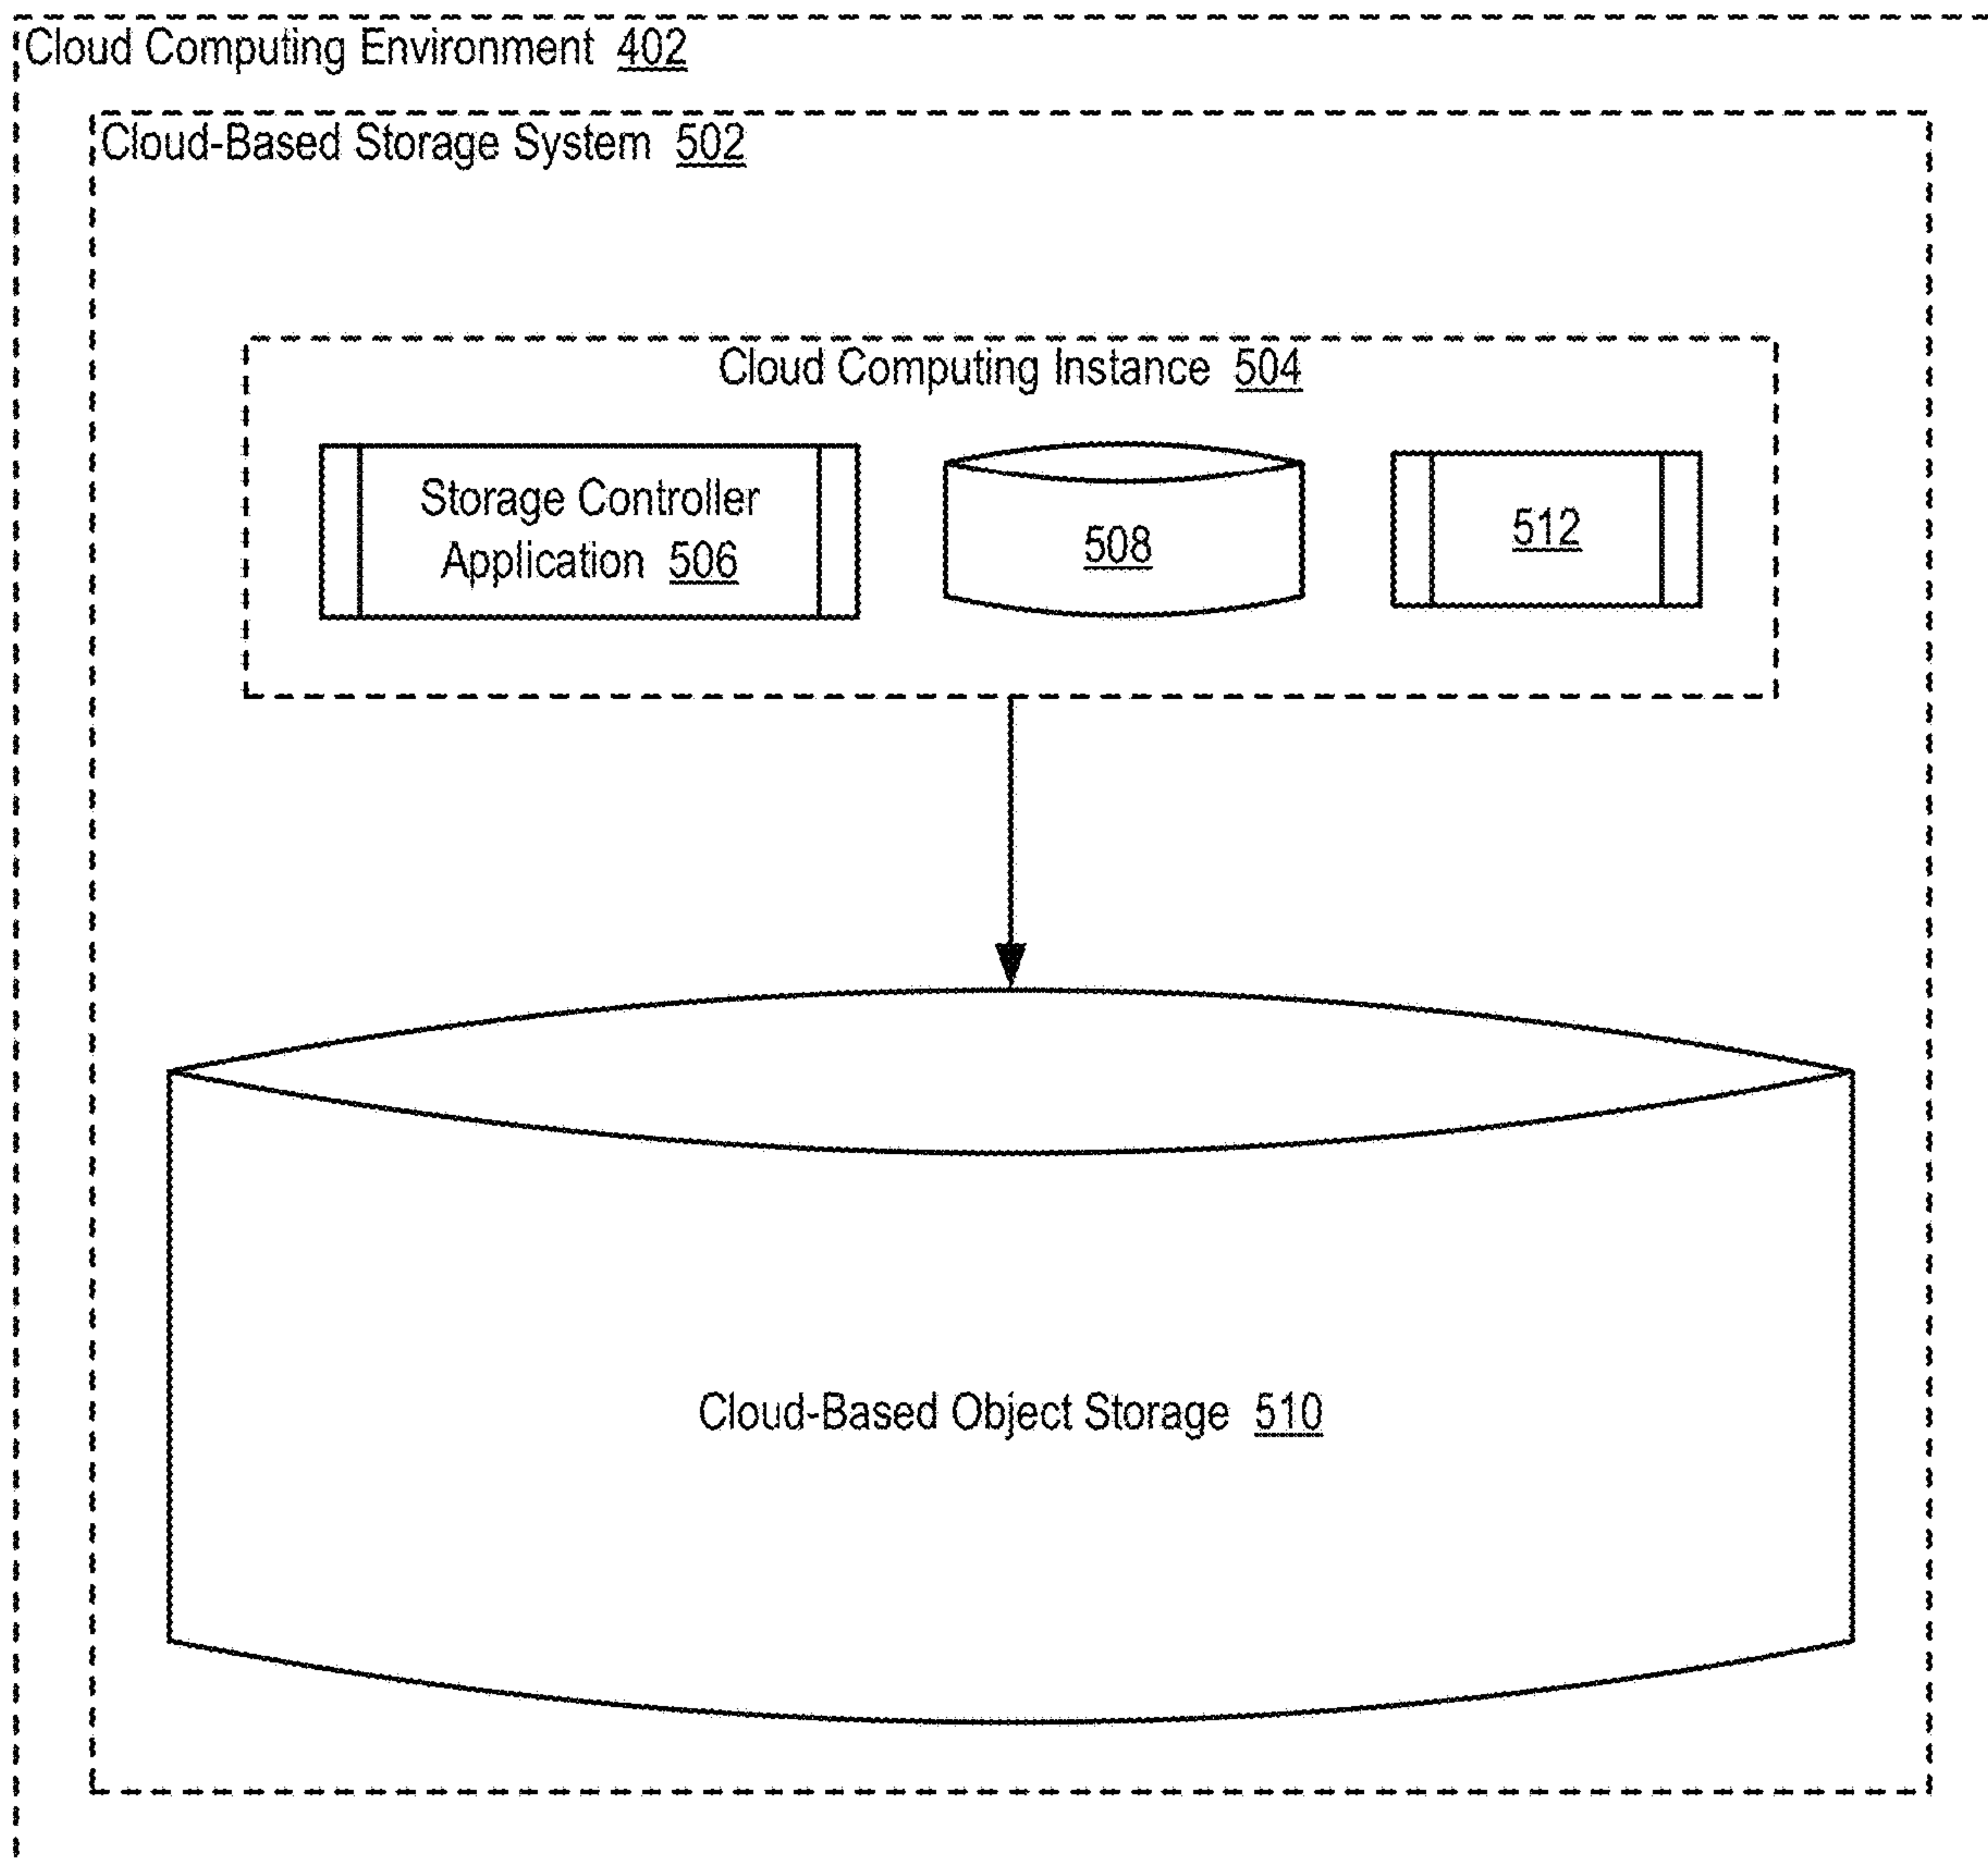 Cloud Computing Environment 402
Cloud-Based Storage System 502
Cloud Computing Instance 504
Storage Controller
Application 506
508
512
Cloud-Based Object Storage 510